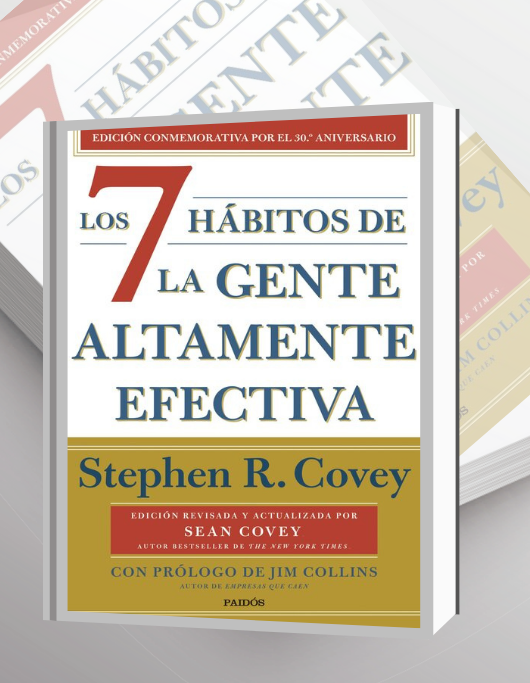 EDICIÓN CONMEMORATIVA POR EL 30.º ANIVERSARIO
LOS 7 HÁBITOS DE
LA GENTE
ALTAMENTE
EFECTIVA
Stephen R. Covey
EDICIÓN REVISADA Y ACTUALIZADA POR
SEAN COVEY
AUTOR BESTSELLER DE THE NEW YORK TIMES
CON PRÓLOGO DE JIM COLLINS
AUTOR DE EMPRESAS QUE CAEN
PAIDÓS
HÁBITOS
GENTE